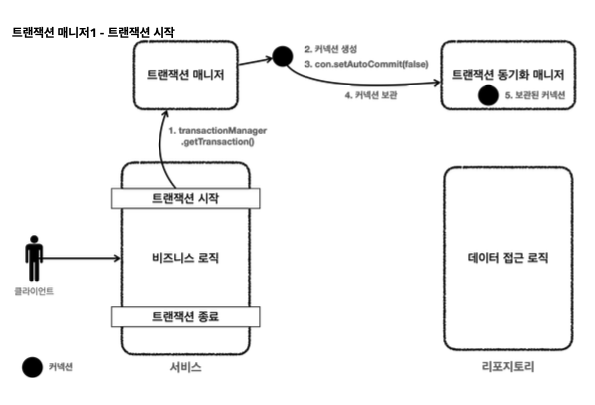 트랜잭션 매니저1 - 트랜잭션 시작
트랜잭션 매니저
2. 커넥션 생성
3. con.setAutoCommit(false)
4. 커넥션 보관
트랜잭션 동기화 매니저
5. 보관된 커넥션
1. transactionManager
.getTransaction()
트랜잭션 시작
비즈니스 로직
트랜잭션 종료
데이터 접근 로직
클라이언트
커넥션
서비스
리포지토리